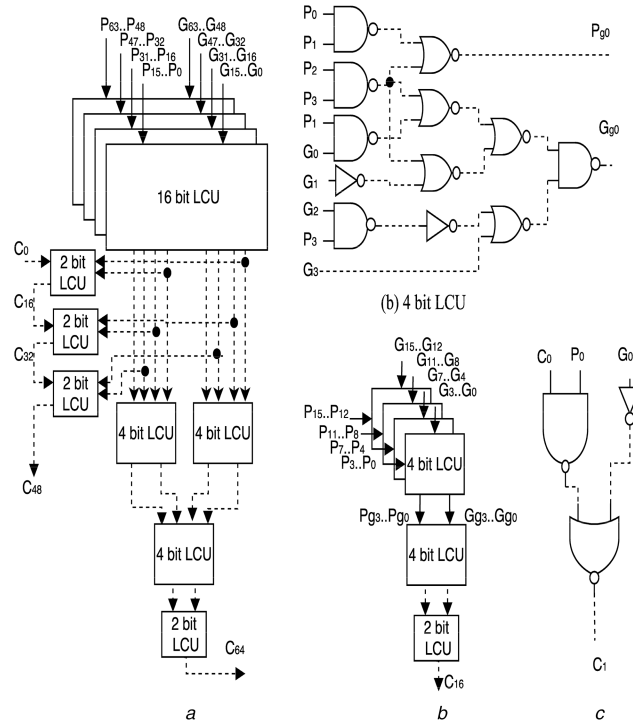 P63..P48
P47..P32
P31..P16
P15..P0
G63..G48
G47..G32
G31..G16
G15..G0
16 bit LCU
C0
2 bit
LCU
C16
2 bit
LCU
C32
2 bit
LCU
C48
4 bit LCU
4 bit LCU
4 bit LCU
2 bit
LCU
C64
a
P0
P1
P2
P3
P1
G0
G1
G2
P3
G3
Pg0
Gg0
(b) 4 bit LCU
G15..G12
G11..G8
G7..G4
G3..G0
P15..P12
P11..P8
P7..P4
P3..P0
4 bit LCU
Pg3..Pg0
Gg3..Gg0
4 bit LCU
2 bit
LCU
C16
b
C0
P0
G0
C1
c